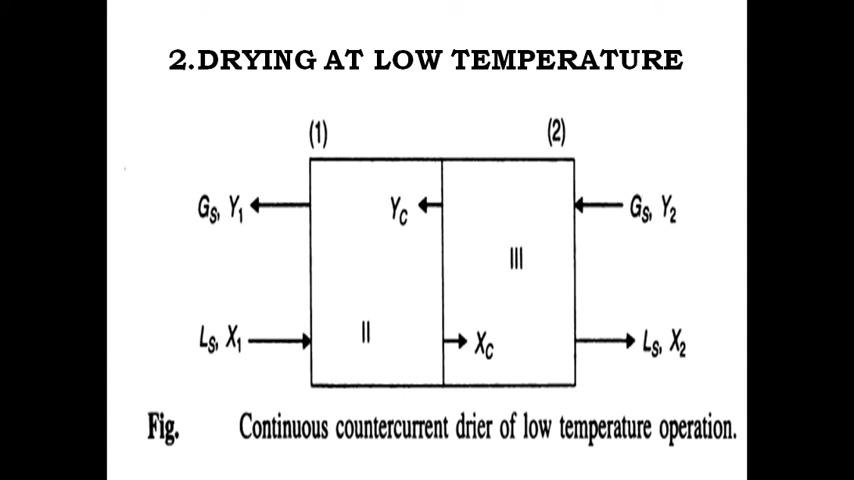 2.DRYING AT LOW TEMPERATURE
(1) (2)
G_S, Y_1 Y_C G_S, Y_2
III
II
L_S, X_1 X_C L_S, X_2
Fig. Continuous countercurrent drier of low temperature operation.